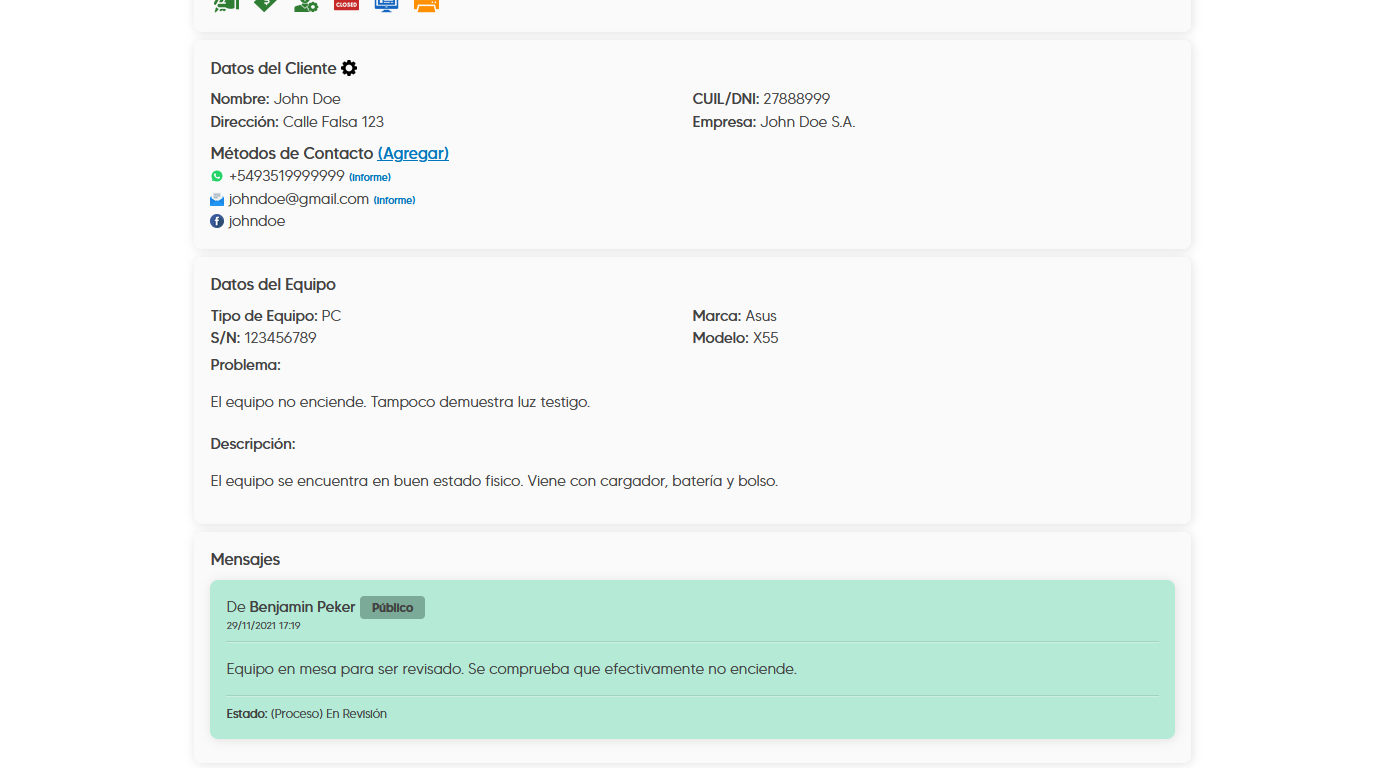 CLOSED
Datos del Cliente
Nombre: John Doe
CUIL/DNI: 27888999
Dirección: Calle Falsa 123
Empresa: John Doe S.A.
Métodos de Contacto (Agregar)
+5493519999999 (Informe)
johndoe@gmail.com (Informe)
johndoe
Datos del Equipo
Tipo de Equipo: PC
Marca: Asus
S/N: 123456789
Modelo: X55
Problema:
El equipo no enciende. Tampoco demuestra luz testigo.
Descripción:
El equipo se encuentra en buen estado fisico. Viene con cargador, batería y bolso.
Mensajes
De Benjamin Peker Público
29/11/2021 17:19
Equipo en mesa para ser revisado. Se comprueba que efectivamente no enciende.
Estado: (Proceso) En Revisión